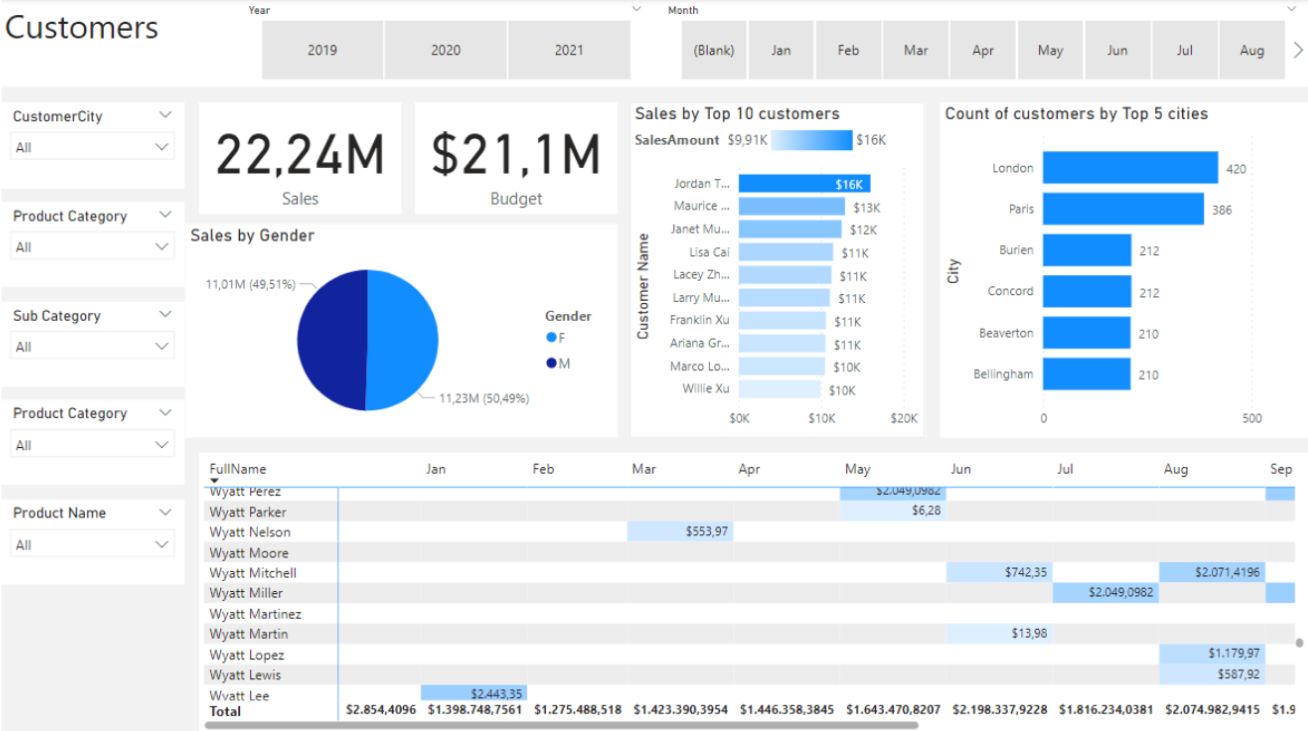 Customers
Year
2019 2020 2021
Month
(Blank) Jan Feb Mar Apr May Jun Jul Aug
CustomerCity
All
Product Category
All
Sub Category
All
Product Category
All
Product Name
All
22,24M
Sales
$21,1M
Budget
Sales by Gender
11,01M (49,51%)
11,23M (50,49%)
Gender
F
M
Sales by Top 10 customers
SalesAmount $9,91K $16K
Customer Name
Jordan T... $16K
Maurice ... $13K
Janet Mu... $12K
Lisa Cai $11K
Lacey Zh... $11K
Larry Mu... $11K
Franklin Xu $11K
Ariana Gr... $11K
Marco Lo... $10K
Willie Xu $10K
$0K $10K $20K
Count of customers by Top 5 cities
City
London 420
Paris 386
Burien 212
Concord 212
Beaverton 210
Bellingham 210
0 500
FullName Jan Feb Mar Apr May Jun Jul Aug Sep
Wyatt Perez $2.049,0982
Wyatt Parker $6,28
Wyatt Nelson $553,97
Wyatt Moore
Wyatt Mitchell $742,35 $2.071,4196
Wyatt Miller $2.049,0982
Wyatt Martinez
Wyatt Martin $13,98
Wyatt Lopez $1.179,97
Wyatt Lewis $587,92
Wyatt Lee $2.443,35
Total $2.854,4096 $1.398.748,7561 $1.275.488,518 $1.423.390,3954 $1.446.358,3845 $1.643.470,8207 $2.198.337,9228 $1.816.234,0381 $2.074.982,9415 $1.9